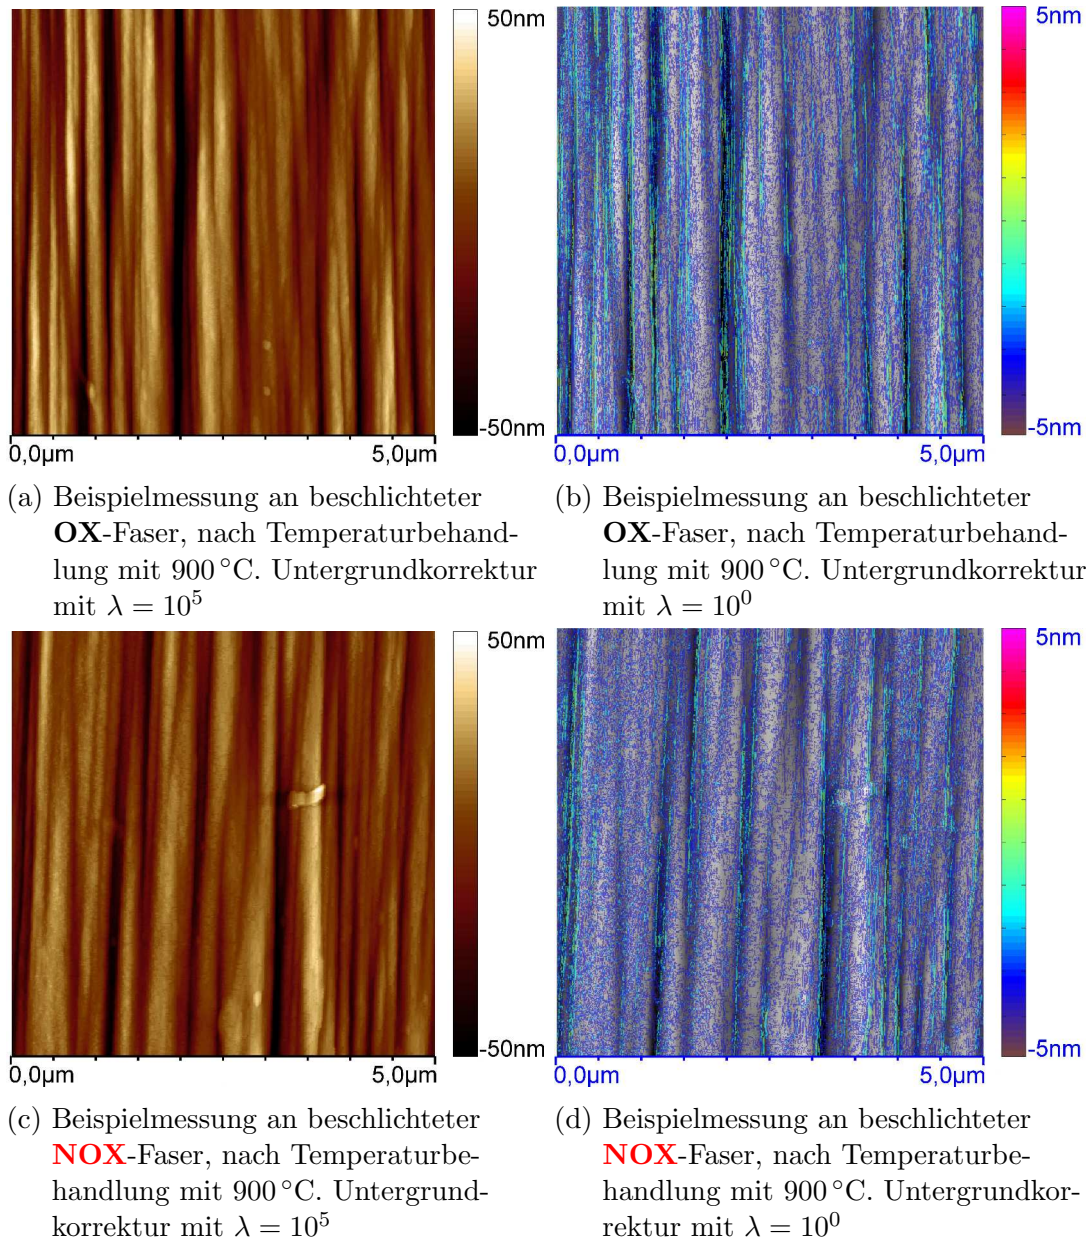 50nm
-50nm
0,0µm 5,0µm
5nm
-5nm
0,0µm 5,0µm
(a) Beispielmessung an beschlichteter
OX-Faser, nach Temperaturbehand-
lung mit 900 °C. Untergrundkorrektur
mit λ = 10⁵
(b) Beispielmessung an beschlichteter
OX-Faser, nach Temperaturbehand-
lung mit 900 °C. Untergrundkorrektur
mit λ = 10⁰
50nm
-50nm
0,0µm 5,0µm
5nm
-5nm
0,0µm 5,0µm
(c) Beispielmessung an beschlichteter
NOX-Faser, nach Temperaturbe-
handlung mit 900 °C. Untergrund-
korrektur mit λ = 10⁵
(d) Beispielmessung an beschlichteter
NOX-Faser, nach Temperaturbe-
handlung mit 900 °C. Untergrundkor-
rektur mit λ = 10⁰